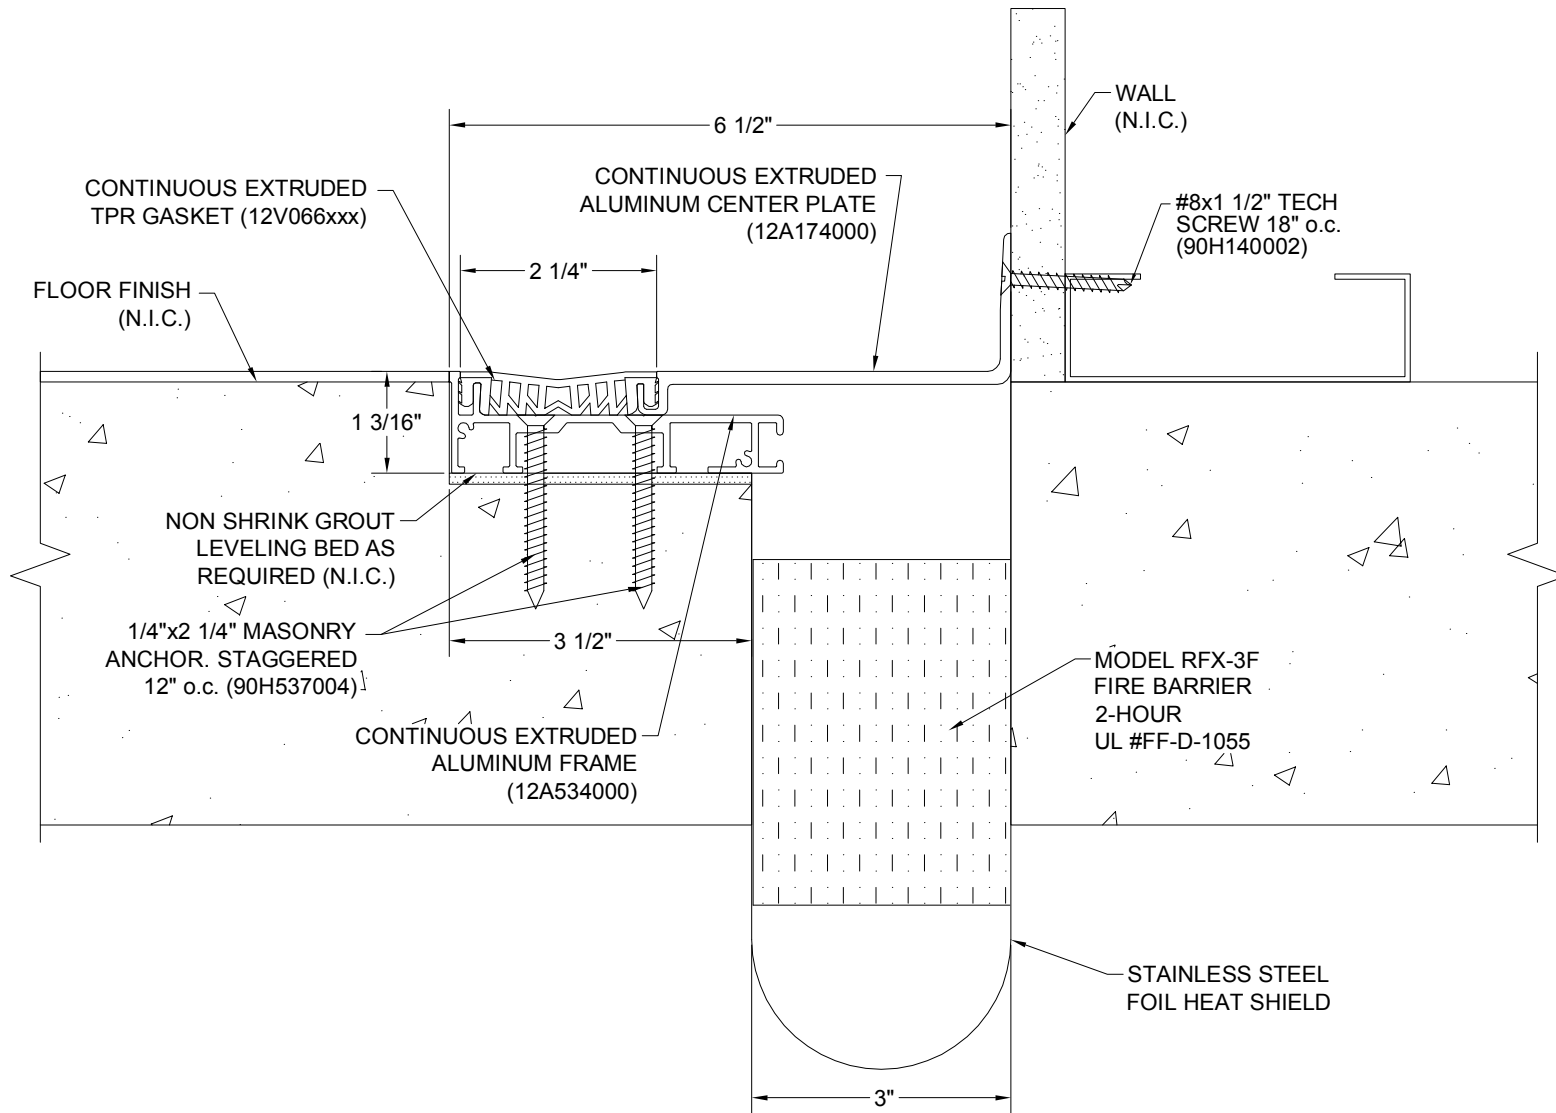 6 1/2"
WALL
(N.I.C.)
CONTINUOUS EXTRUDED
TPR GASKET (12V066xxx)
CONTINUOUS EXTRUDED
ALUMINUM CENTER PLATE
(12A174000)
#8x1 1/2" TECH
SCREW 18" o.c.
(90H140002)
2 1/4"
FLOOR FINISH
(N.I.C.)
1 3/16"
NON SHRINK GROUT
LEVELING BED AS
REQUIRED (N.I.C.)
1/4"x2 1/4" MASONRY
ANCHOR. STAGGERED
12" o.c. (90H537004)
3 1/2"
MODEL RFX-3F
FIRE BARRIER
2-HOUR
UL #FF-D-1055
CONTINUOUS EXTRUDED
ALUMINUM FRAME
(12A534000)
STAINLESS STEEL
FOIL HEAT SHIELD
3"